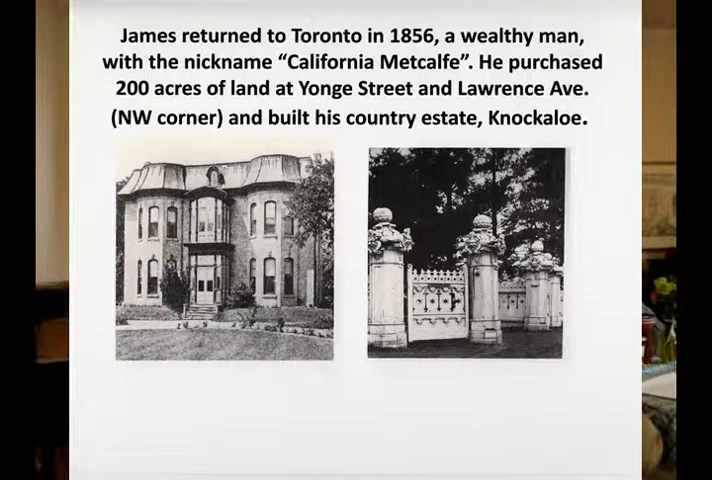 James returned to Toronto in 1856, a wealthy man,
with the nickname “California Metcalfe”. He purchased
200 acres of land at Yonge Street and Lawrence Ave.
(NW corner) and built his country estate, Knockaloe.